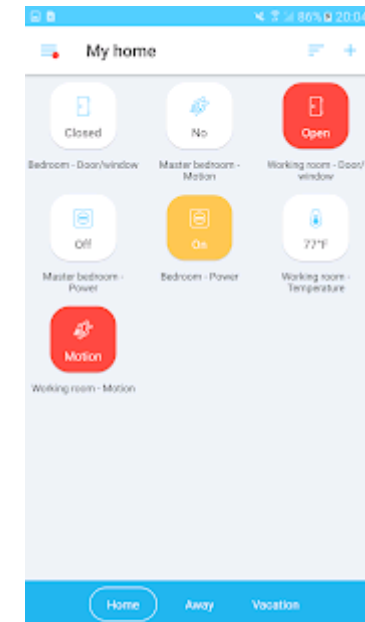 86% 20:04
My home
Closed
No
Open
Bedroom - Door/window
Master bedroom -
Motion
Working room - Door/
window
Off
On
77°F
Master bedroom -
Power
Bedroom - Power
Working room -
Temperature
Motion
Working room - Motion
Home
Away
Vacation